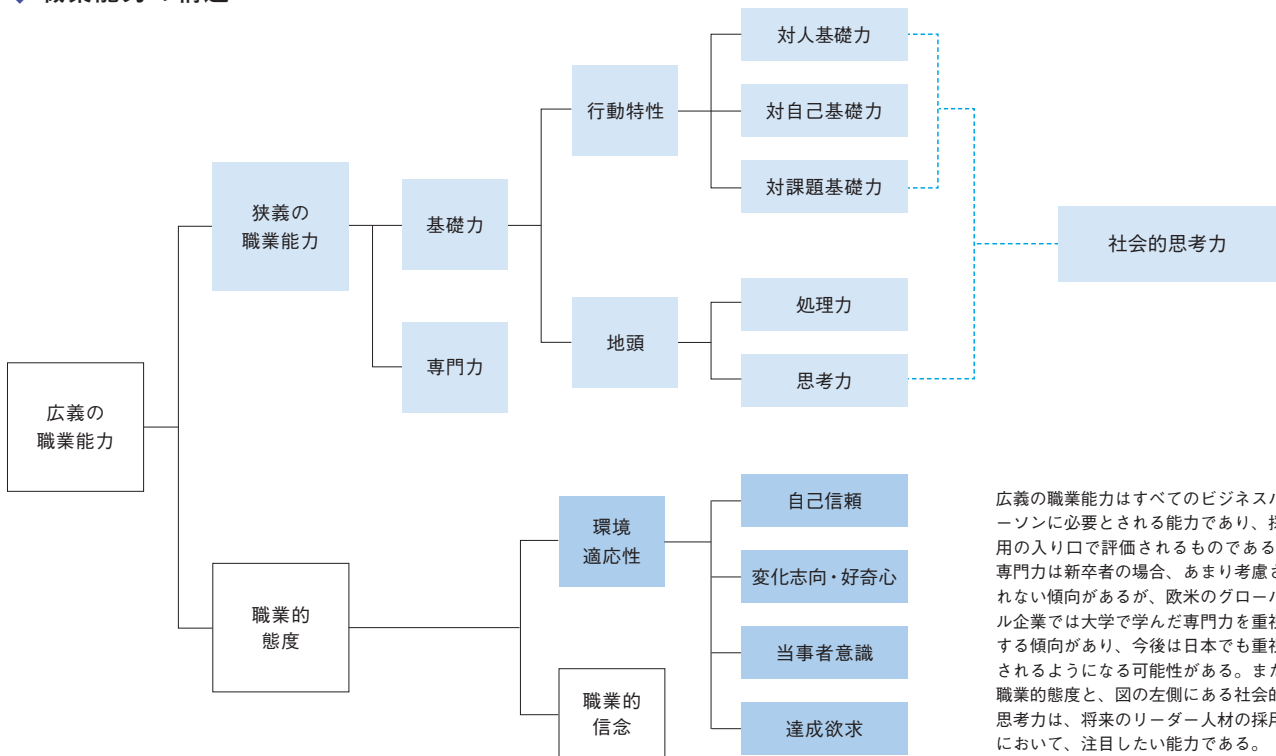 対人基礎力
行動特性
対自己基礎力
対課題基礎力
狭義の
職業能力
基礎力
社会的思考力
処理力
地頭
専門力
思考力
広義の
職業能力
自己信頼
環境
適応性
変化志向・好奇心
職業的
態度
当事者意識
職業的
信念
達成欲求
広義の職業能力はすべてのビジネスパ
ーソンに必要とされる能力であり、採
用の入り口で評価されるものである
専門力は新卒者の場合、あまり考慮さ
れない傾向があるが、欧米のグローバ
ル企業では大学で学んだ専門力を重視
する傾向があり、今後は日本でも重視
されるようになる可能性がある。また
職業的態度と、図の左側にある社会的
思考力は、将来のリーダー人材の採用
において、注目したい能力である。